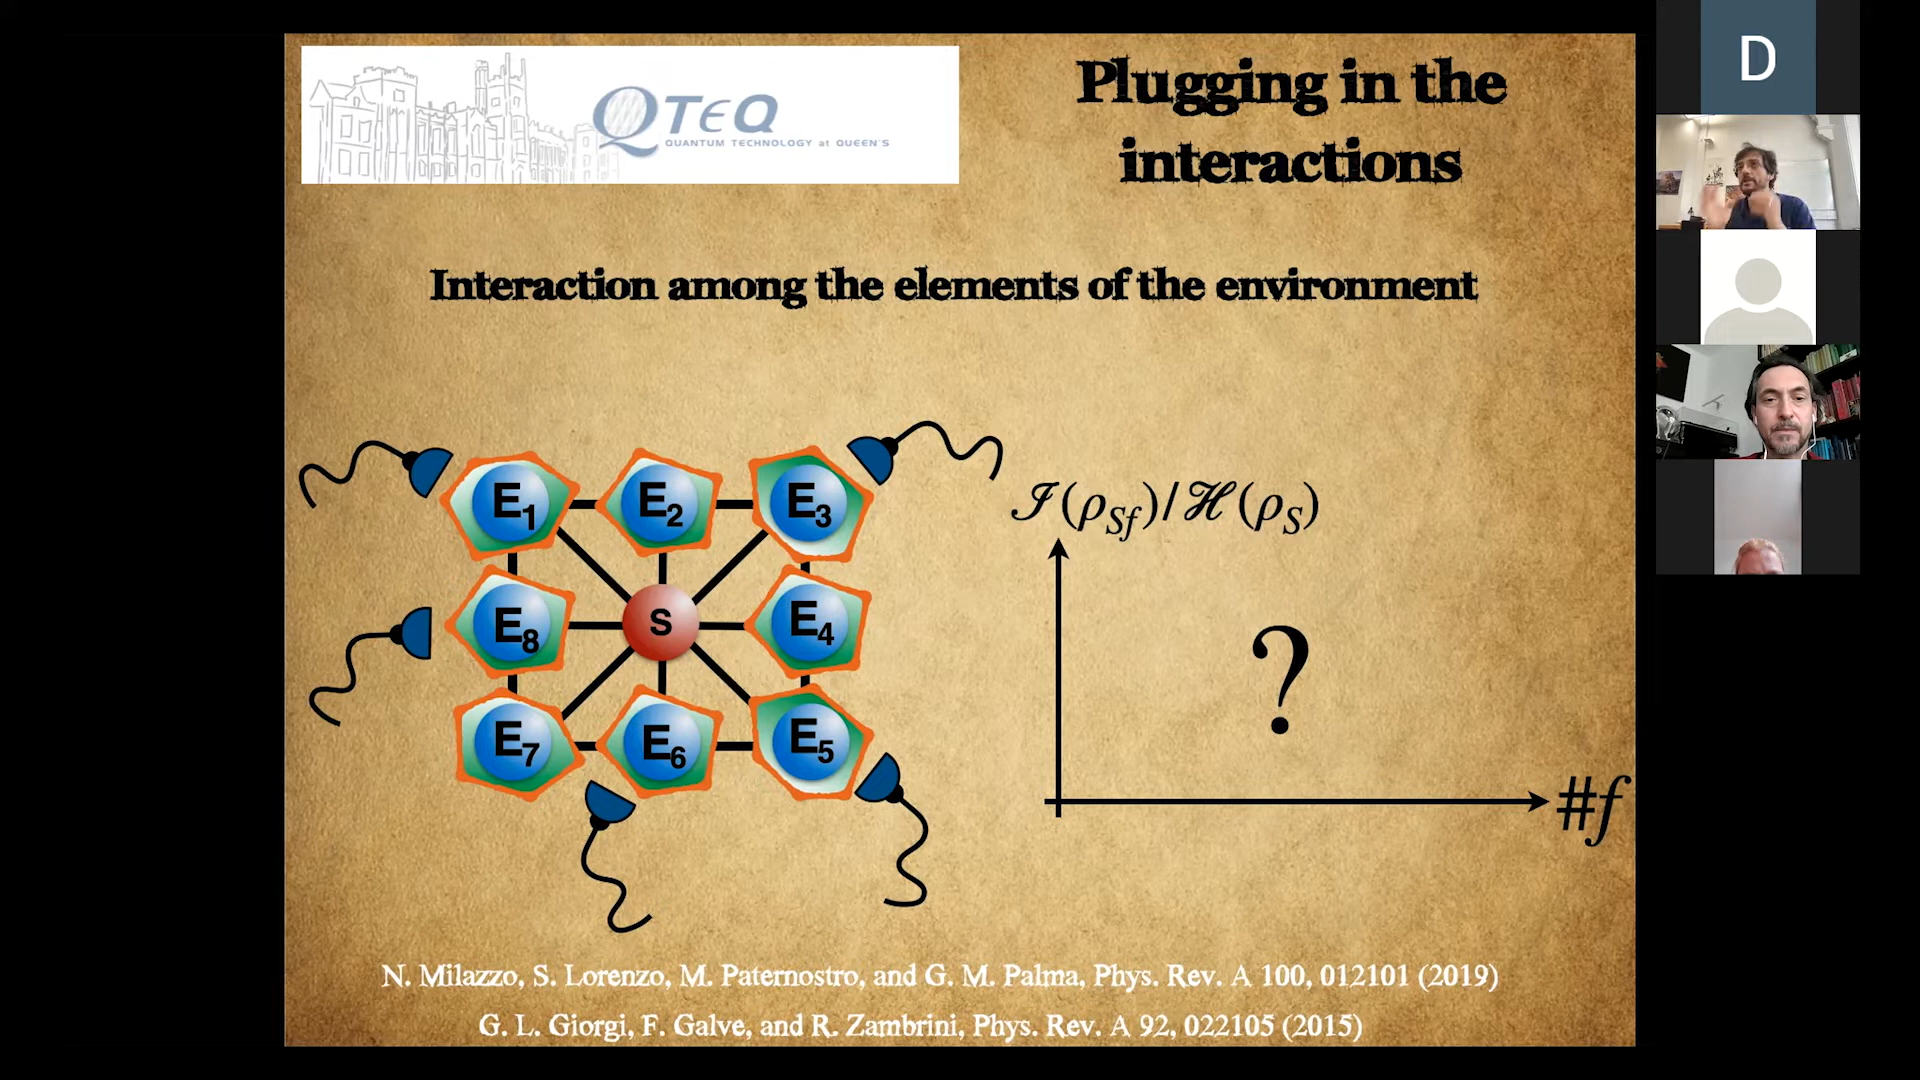 QTєQ
QUANTUM TECHNOLOGY at QUEEN'S
Plugging in the
interactions
D
Interaction among the elements of the environment
E1 E2 E3
ℐ(ρSf)/ℋ(ρS)
E8 S E4
?
E7 E6 E5
#f
N. Milazzo, S. Lorenzo, M. Paternostro, and G. M. Palma, Phys. Rev. A 100, 012101 (2019)
G. L. Giorgi, F. Galve, and R. Zambrini, Phys. Rev. A 92, 022105 (2015)